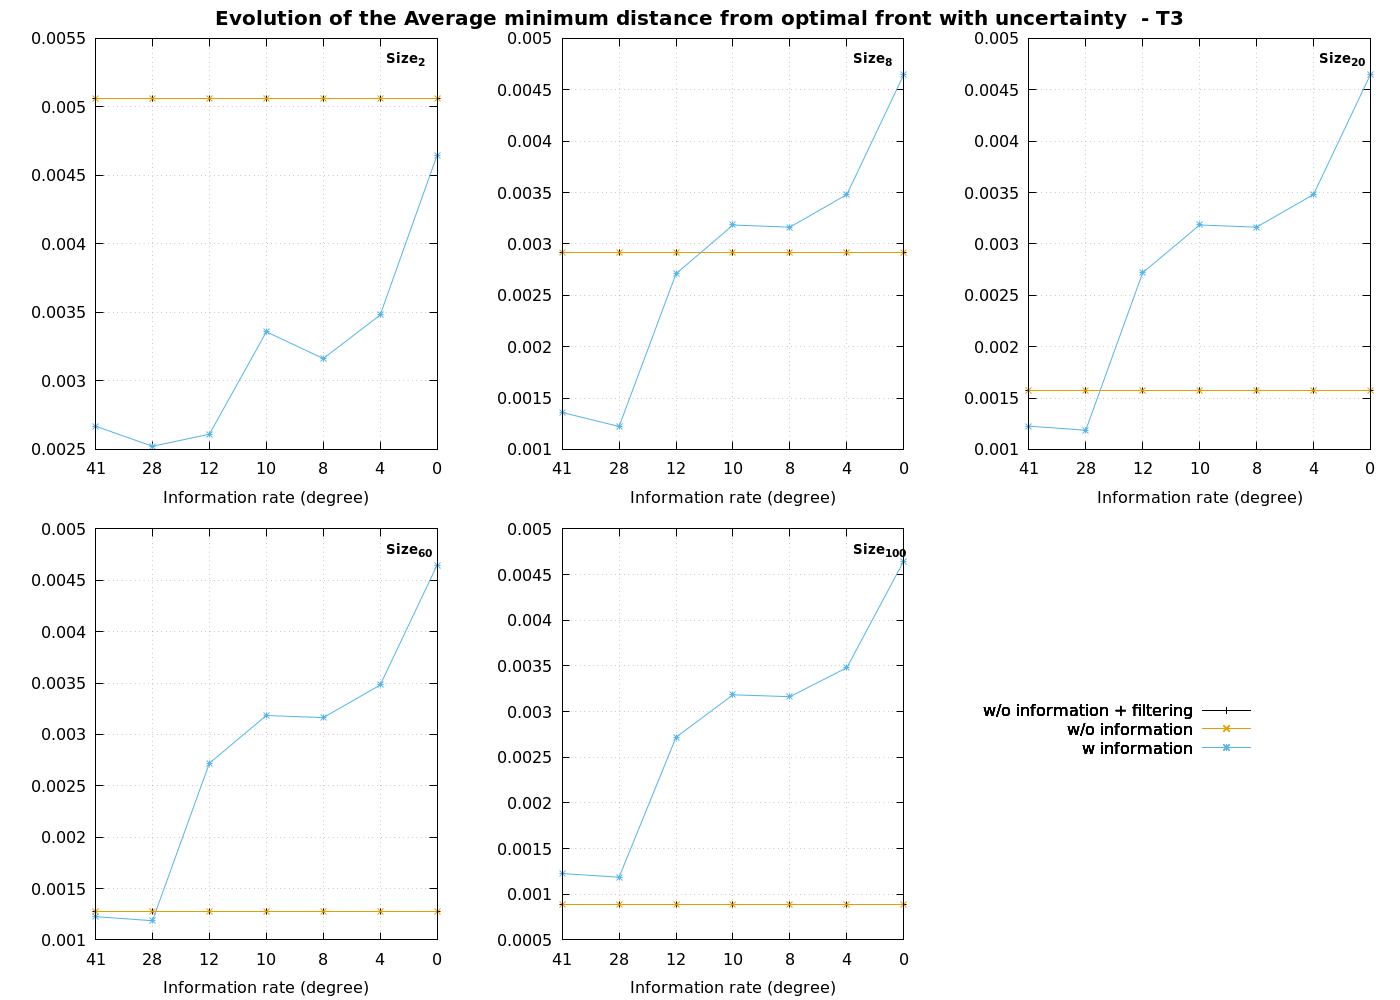 Evolution of the Average minimum distance from optimal front with uncertainty - T3
Size2
0.0055
0.005
0.0045
0.004
0.0035
0.003
0.0025
41 28 12 10 8 4 0
Information rate (degree)
Size8
0.005
0.0045
0.004
0.0035
0.003
0.0025
0.002
0.0015
0.001
41 28 12 10 8 4 0
Information rate (degree)
Size20
0.005
0.0045
0.004
0.0035
0.003
0.0025
0.002
0.0015
0.001
41 28 12 10 8 4 0
Information rate (degree)
Size60
0.005
0.0045
0.004
0.0035
0.003
0.0025
0.002
0.0015
0.001
41 28 12 10 8 4 0
Information rate (degree)
Size100
0.005
0.0045
0.004
0.0035
0.003
0.0025
0.002
0.0015
0.001
0.0005
41 28 12 10 8 4 0
Information rate (degree)
w/o information + filtering
w/o information
w information